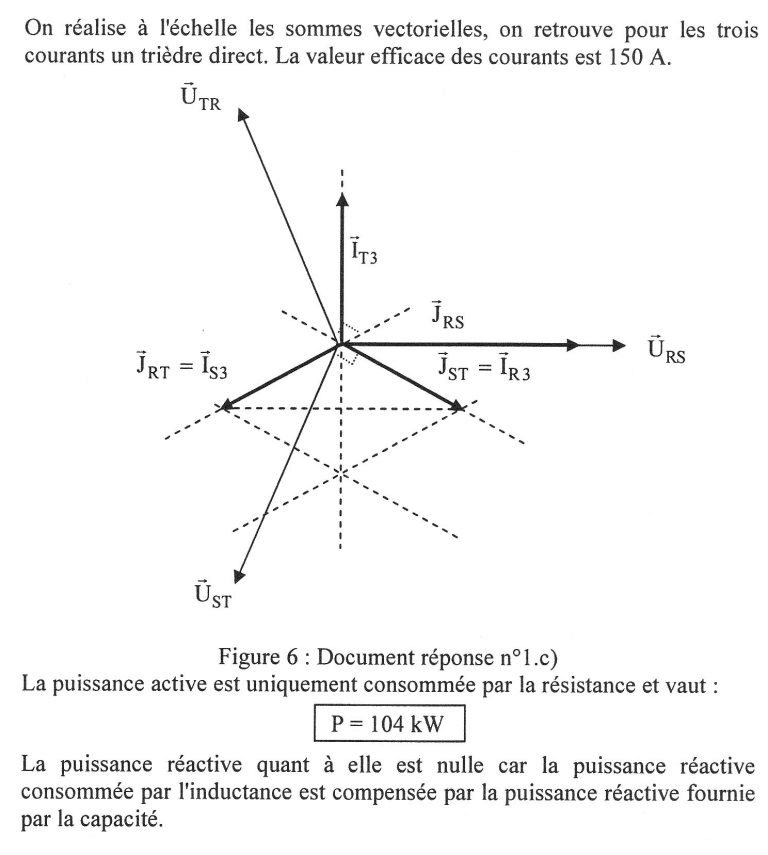 On réalise à l'échelle les sommes vectorielles, on retrouve pour les trois
courants un trièdre direct. La valeur efficace des courants est 150 A.
U⃗TR
I⃗T3
J⃗RS
U⃗RS
J⃗RT = I⃗S3
J⃗ST = I⃗R3
U⃗ST
Figure 6 : Document réponse n°1.c)
La puissance active est uniquement consommée par la résistance et vaut :
P = 104 kW
La puissance réactive quant à elle est nulle car la puissance réactive
consommée par l'inductance est compensée par la puissance réactive fournie
par la capacité.